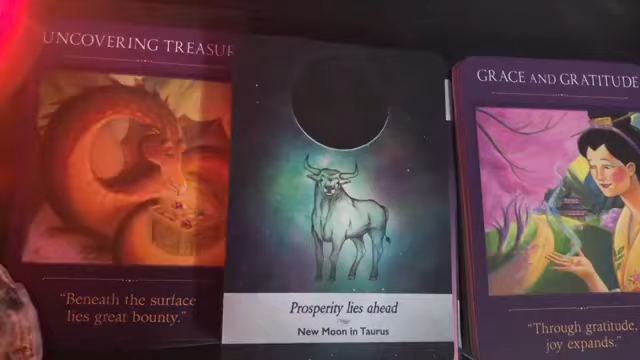 UNCOVERING TREASUR
"Beneath the surface
lies great bounty."
Prosperity lies ahead
New Moon in Taurus
GRACE AND GRATITUDE
"Through gratitude,
joy expands."